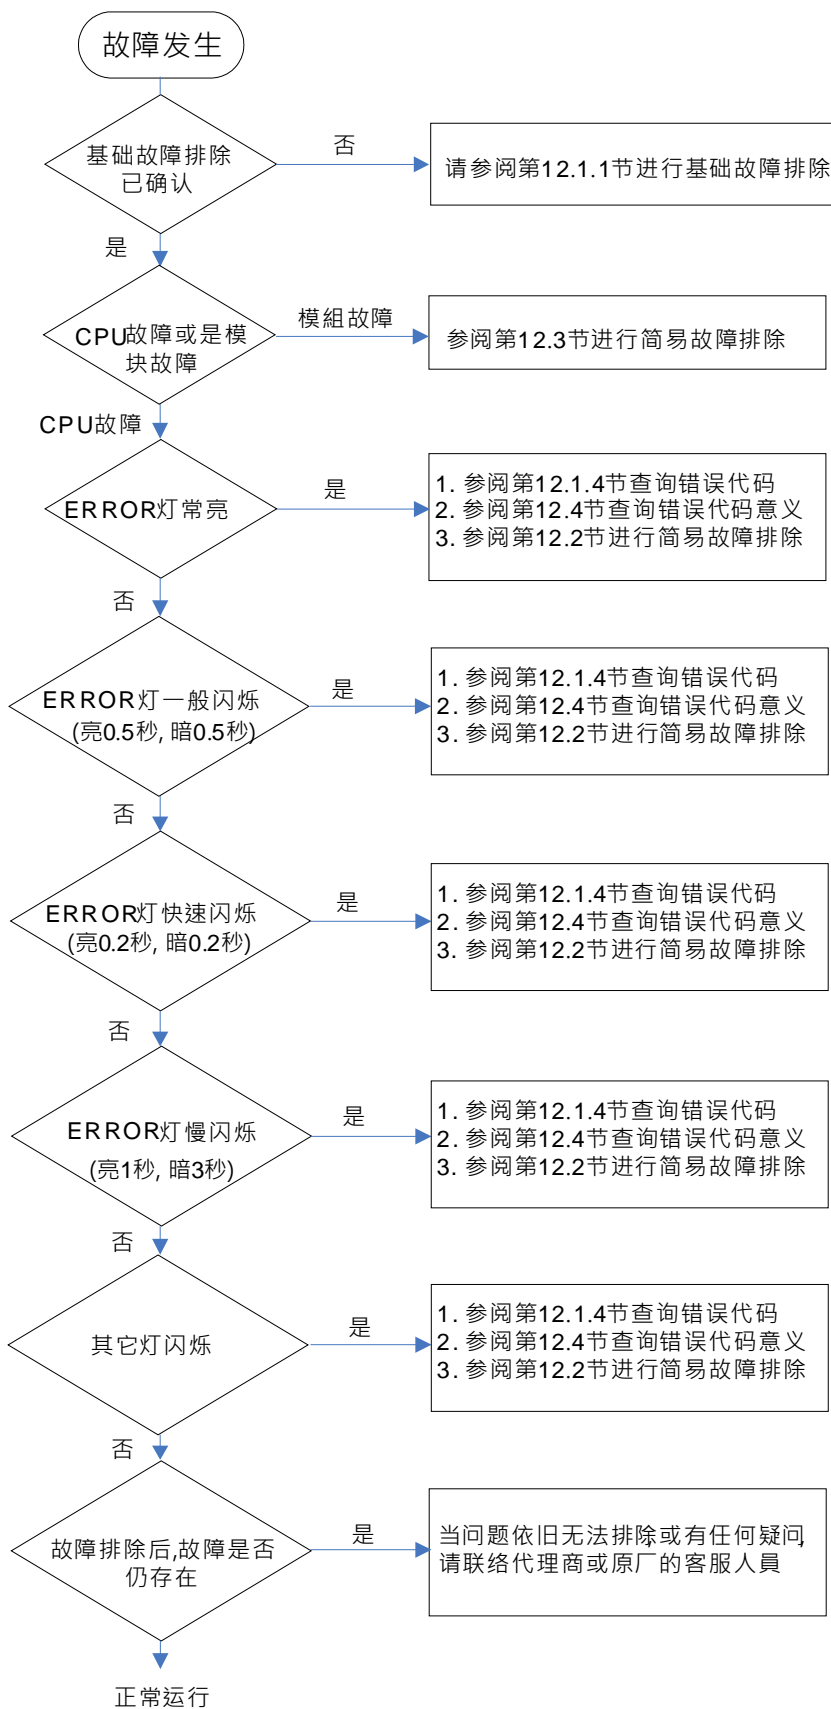 故障发生
基础故障排除
已确认
否
请参阅第12.1.1节进行基础故障排除
是
CPU故障或是模
块故障
模組故障
参阅第12.3节进行简易故障排除
CPU故障
ERROR灯常亮
是
1. 参阅第12.1.4节查询错误代码
2. 参阅第12.4节查询错误代码意义
3. 参阅第12.2节进行简易故障排除
否
ERROR灯一般闪烁
(亮0.5秒, 暗0.5秒)
是
1. 参阅第12.1.4节查询错误代码
2. 参阅第12.4节查询错误代码意义
3. 参阅第12.2节进行简易故障排除
否
ERROR灯快速闪烁
(亮0.2秒, 暗0.2秒)
是
1. 参阅第12.1.4节查询错误代码
2. 参阅第12.4节查询错误代码意义
3. 参阅第12.2节进行简易故障排除
否
ERROR灯慢闪烁
(亮1秒, 暗3秒)
是
1. 参阅第12.1.4节查询错误代码
2. 参阅第12.4节查询错误代码意义
3. 参阅第12.2节进行简易故障排除
否
其它灯闪烁
是
1. 参阅第12.1.4节查询错误代码
2. 参阅第12.4节查询错误代码意义
3. 参阅第12.2节进行简易故障排除
否
故障排除后,故障是否
仍存在
是
当问题依旧无法排除或有任何疑问,
请联络代理商或原厂的客服人員
正常运行